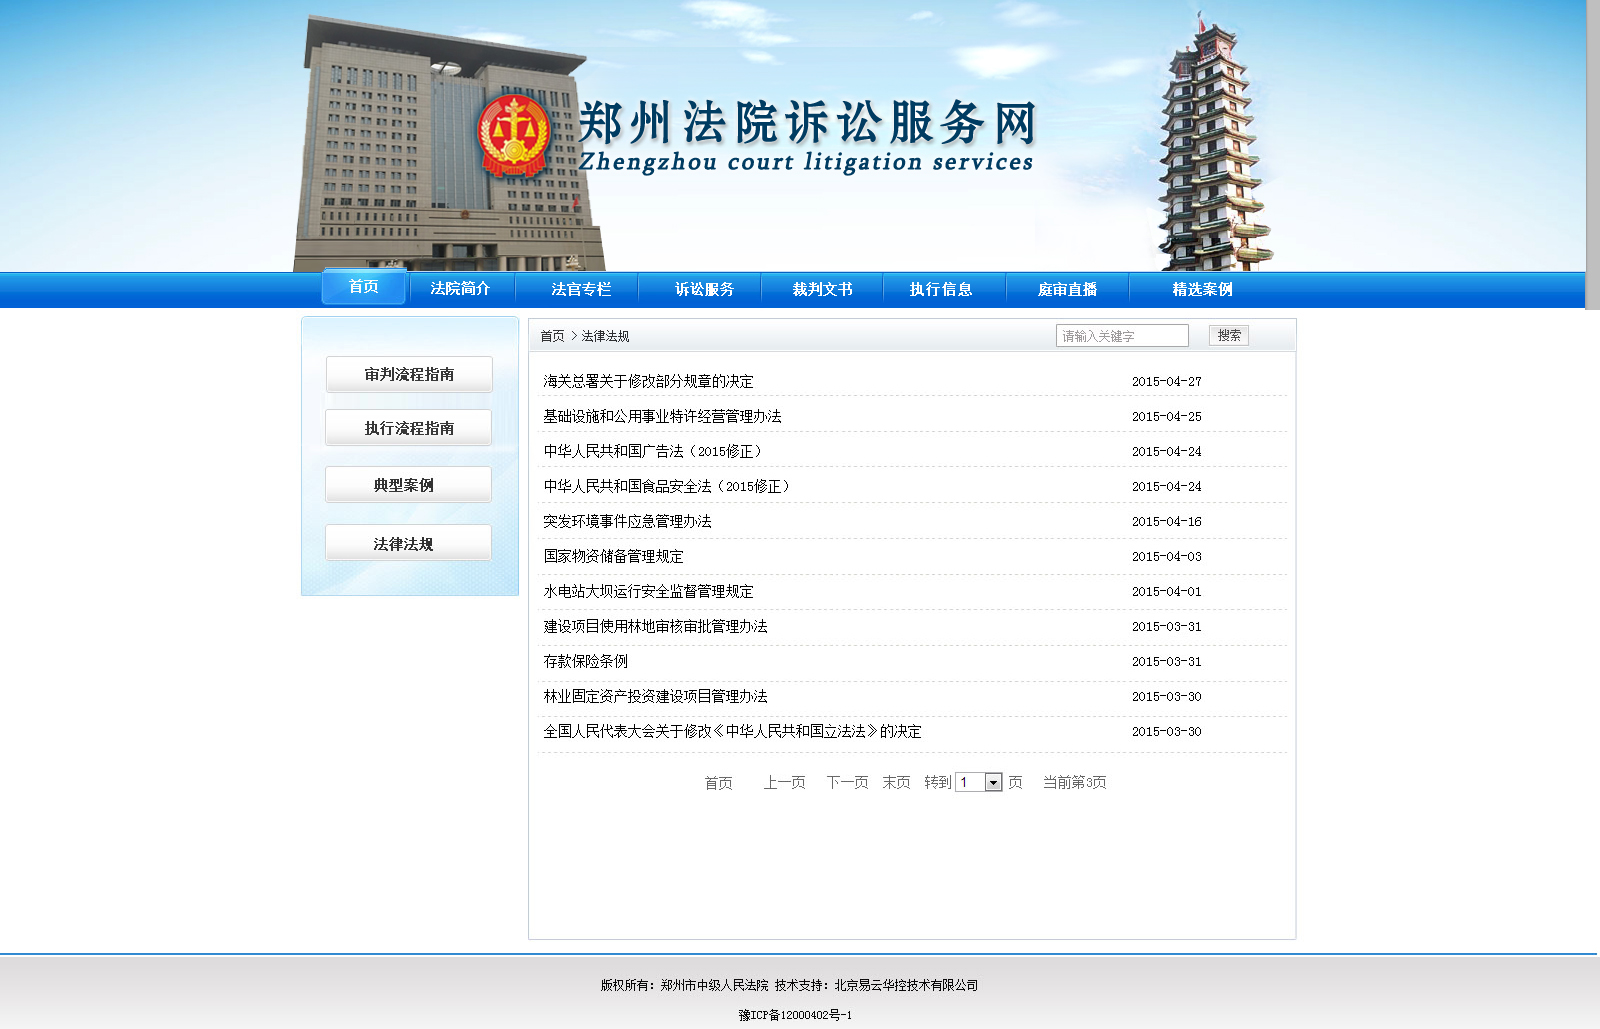 郑州法院诉讼服务网
Zhengzhou court litigation services
首页 法院简介 法官专栏 诉讼服务 裁判文书 执行信息 庭审直播 精选案例
审判流程指南
执行流程指南
典型案例
法律法规
首页 > 法律法规 请输入关键字 搜索
海关总署关于修改部分规章的决定 2015-04-27
基础设施和公用事业特许经营管理办法 2015-04-25
中华人民共和国广告法（2015修正） 2015-04-24
中华人民共和国食品安全法（2015修正） 2015-04-24
突发环境事件应急管理办法 2015-04-16
国家物资储备管理规定 2015-04-03
水电站大坝运行安全监督管理规定 2015-04-01
建设项目使用林地审核审批管理办法 2015-03-31
存款保险条例 2015-03-31
林业固定资产投资建设项目管理办法 2015-03-30
全国人民代表大会关于修改《中华人民共和国立法法》的决定 2015-03-30
首页 上一页 下一页 末页 转到 1 页 当前第3页
版权所有：郑州市中级人民法院 技术支持：北京易云华控技术有限公司
豫ICP备12000402号-1